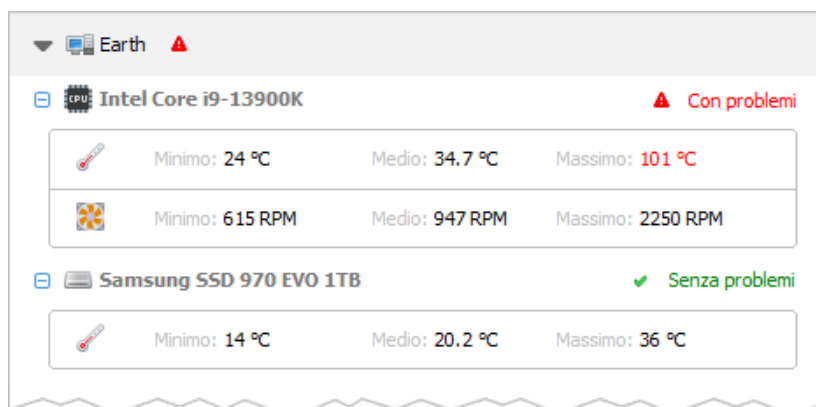 Earth
CPU Intel Core i9-13900K Con problemi
Minimo: 24 °C Medio: 34.7 °C Massimo: 101 °C
Minimo: 615 RPM Medio: 947 RPM Massimo: 2250 RPM
Samsung SSD 970 EVO 1TB Senza problemi
Minimo: 14 °C Medio: 20.2 °C Massimo: 36 °C